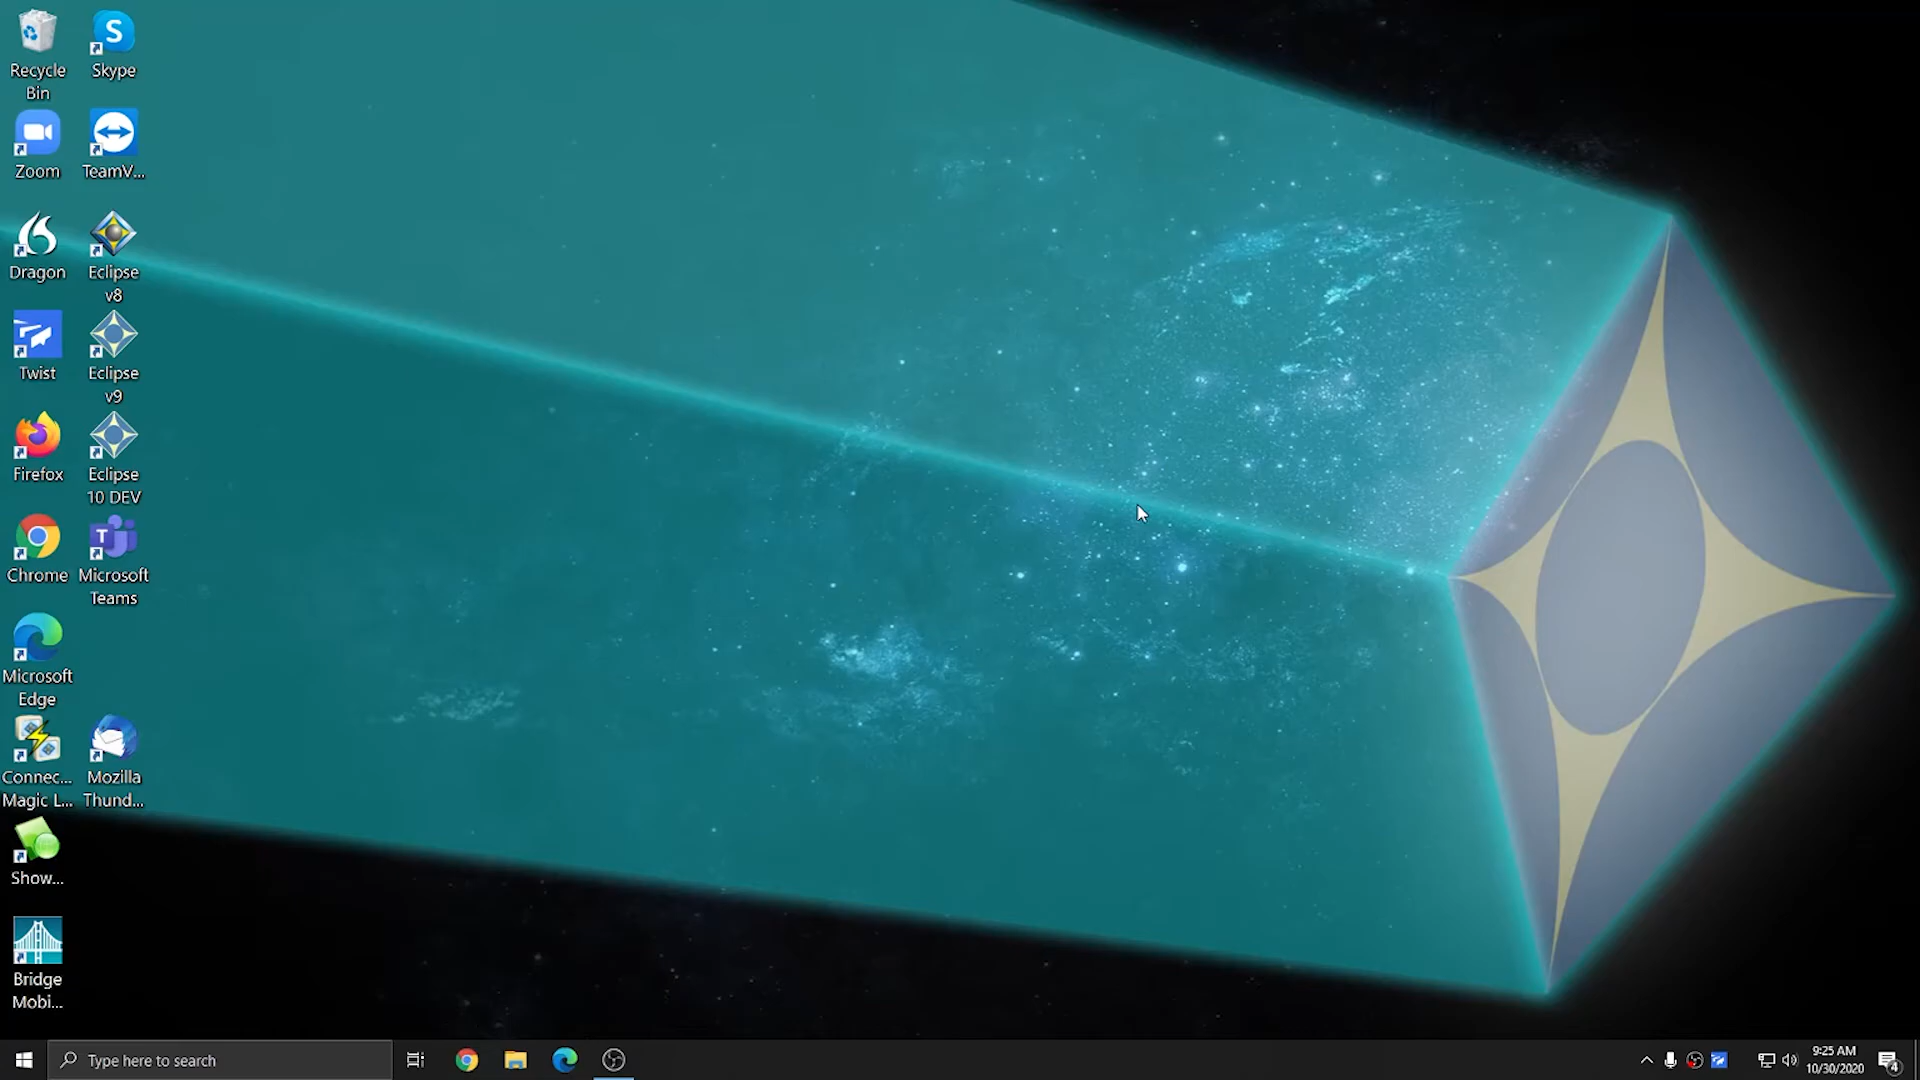 Recycle
Bin
Skype
Zoom
TeamV...
Dragon
Eclipse
v8
Twist
Eclipse
v9
Firefox
Eclipse
10 DEV
Chrome
Microsoft
Teams
Microsoft
Edge
Connec...
Magic L...
Mozilla
Thund...
Show...
Bridge
Mobi...
Type here to search
9:25 AM
10/30/2020
4